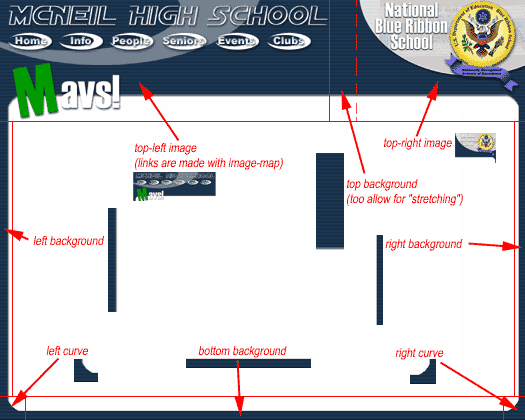 MCNEIL HIGH SCHOOL
Home Info People Seniors Events Clubs
National
Blue Ribbon
School
Mavs!
top-left image
(links are made with image-map)
top-right image
top background
(too allow for "stretching")
left background
right background
left curve
bottom background
right curve